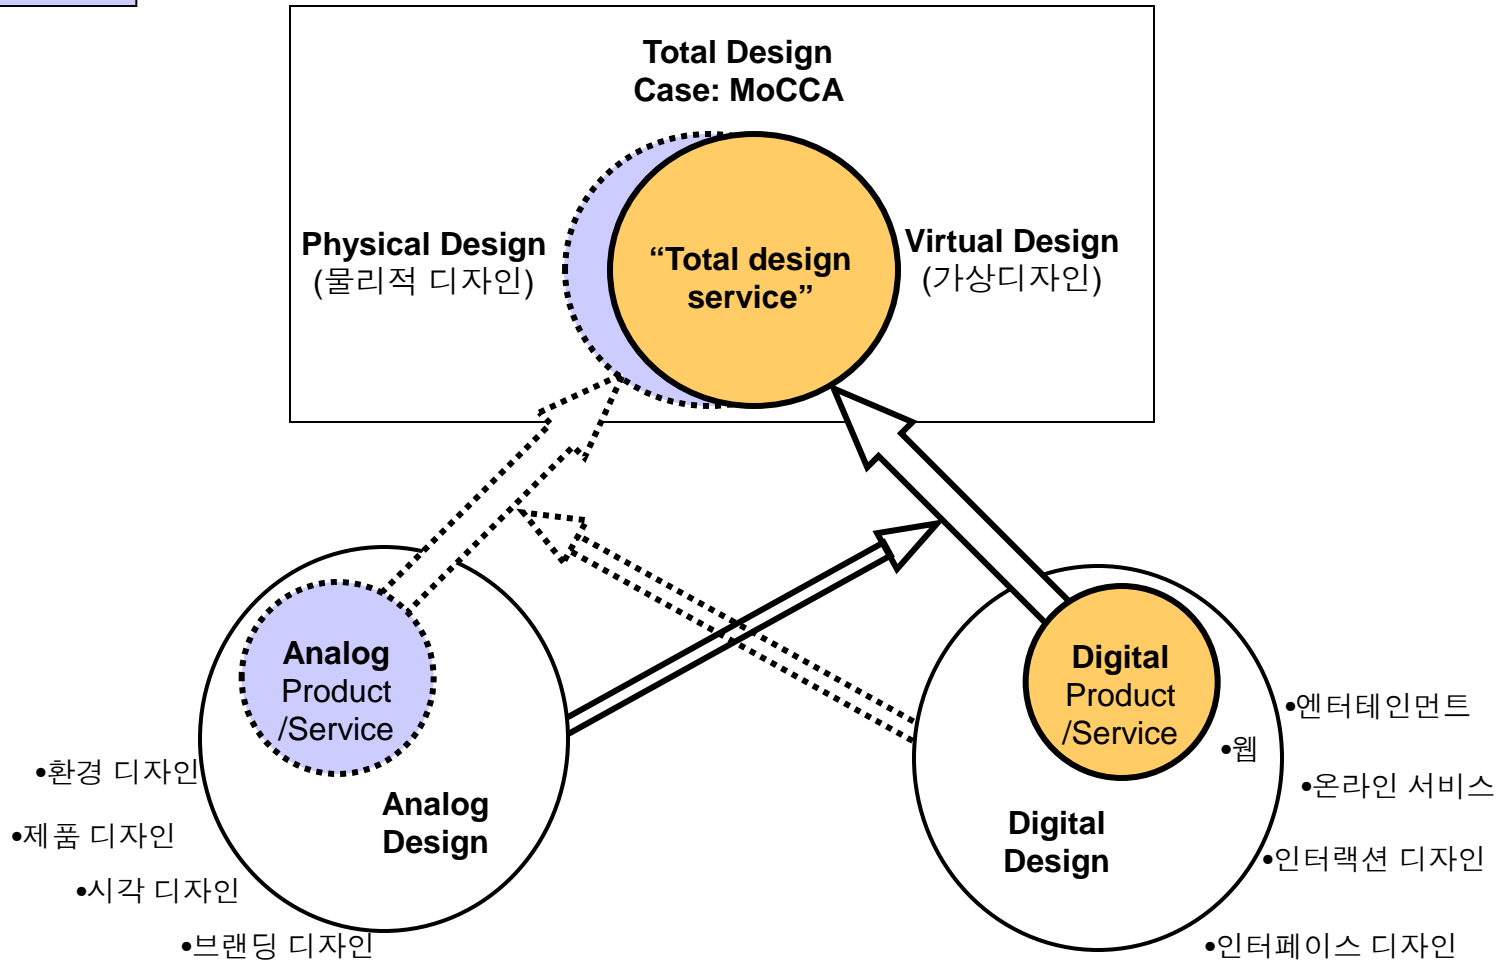 Total Design
Case: MoCCA
Physical Design
(물리적 디자인)
“Total design
service”
Virtual Design
(가상디자인)
Analog
Product
/Service
Analog
Design
•환경 디자인
•제품 디자인
•시각 디자인
•브랜딩 디자인
Digital
Product
/Service
Digital
Design
•엔터테인먼트
•웹
•온라인 서비스
•인터랙션 디자인
•인터페이스 디자인